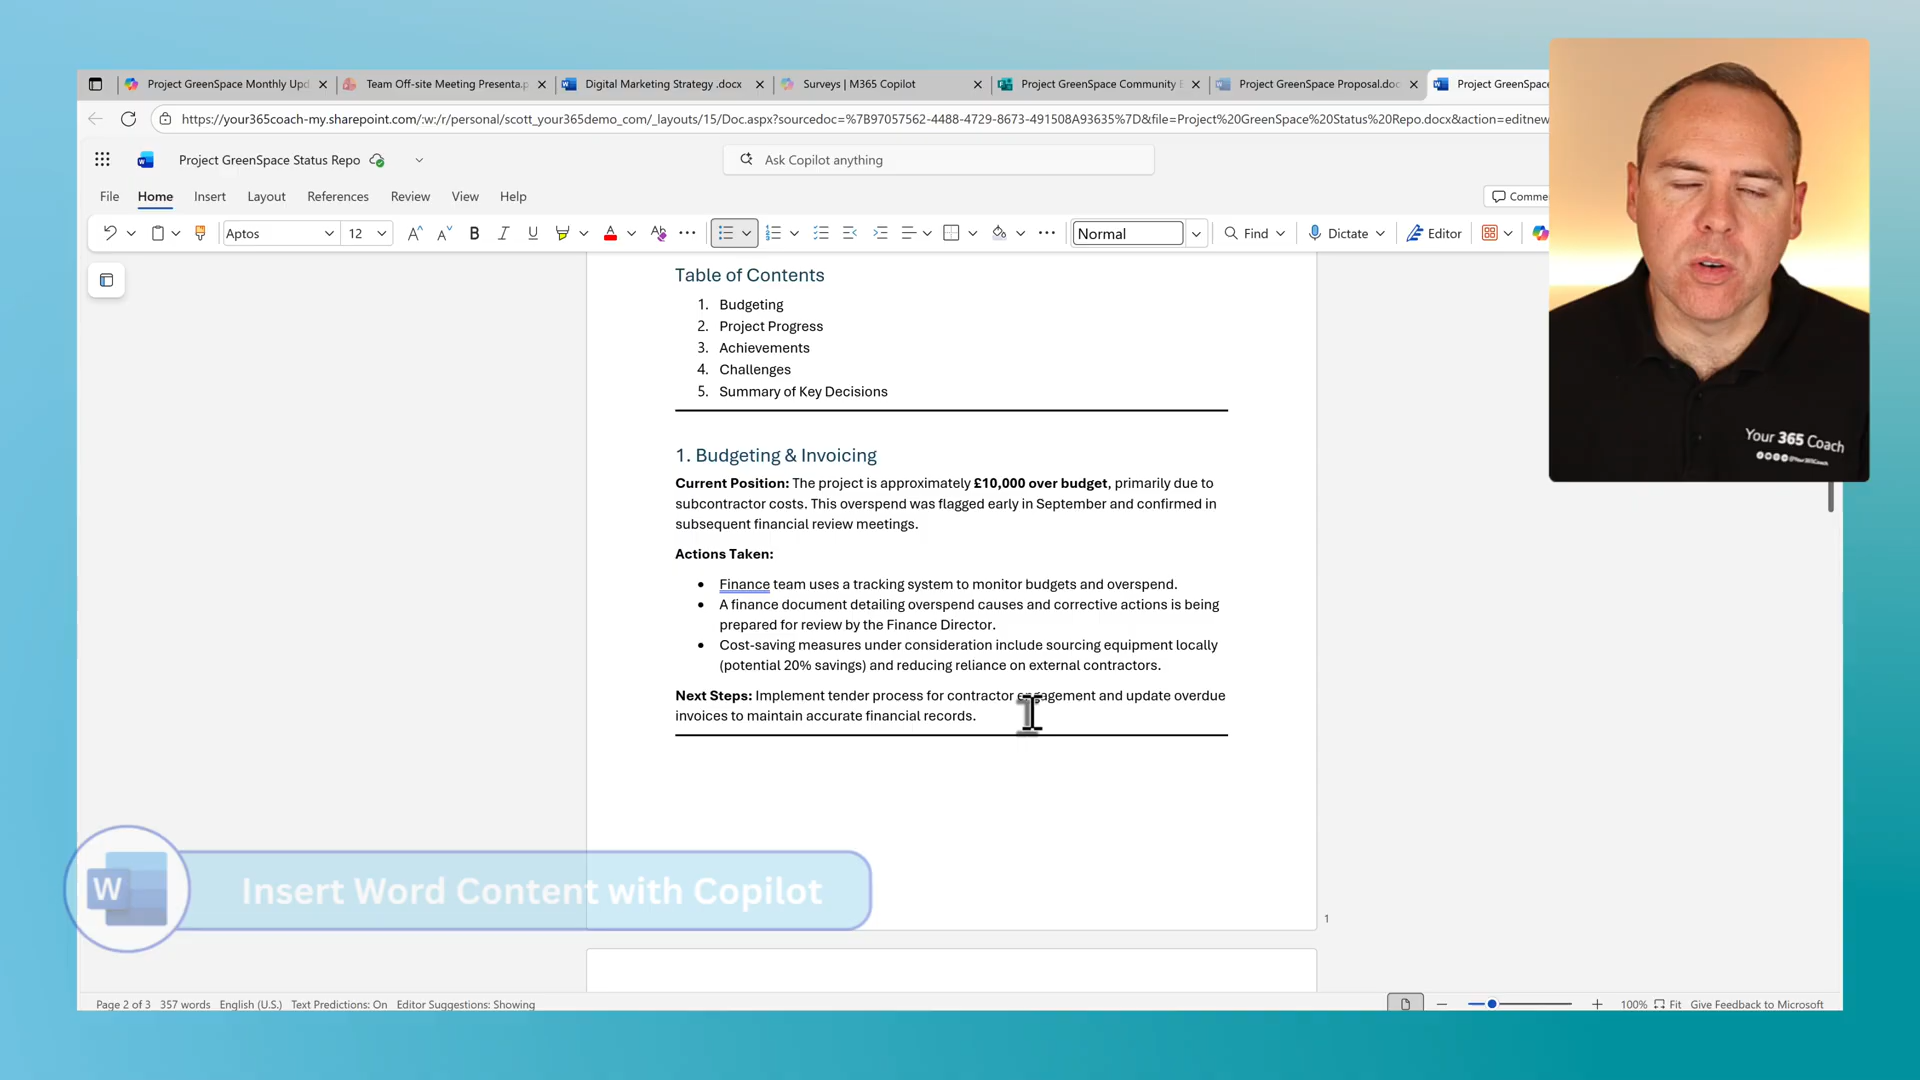 Project GreenSpace Monthly Upd
Team Off-site Meeting Presenta.p
Digital Marketing Strategy .docx
Surveys | M365 Copilot
Project GreenSpace Community E
Project GreenSpace Proposal.doc
Project GreenSpace
https://your365coach-my.sharepoint.com/:w:/r/personal/scott_your365demo_com/_layouts/15/Doc.aspx?sourcedoc=%7B97057562-4488-4729-8673-491508A93635%7D&file=Project%20GreenSpace%20Status%20Repo.docx&action=editnew
Project GreenSpace Status Repo
Ask Copilot anything
File Home Insert Layout References Review View Help
Comme
Aptos 12 B I U A Normal Find Dictate Editor
Table of Contents
1. Budgeting
2. Project Progress
3. Achievements
4. Challenges
5. Summary of Key Decisions
1. Budgeting & Invoicing
Current Position: The project is approximately £10,000 over budget, primarily due to
subcontractor costs. This overspend was flagged early in September and confirmed in
subsequent financial review meetings.
Actions Taken:
• Finance team uses a tracking system to monitor budgets and overspend.
• A finance document detailing overspend causes and corrective actions is being
prepared for review by the Finance Director.
• Cost-saving measures under consideration include sourcing equipment locally
(potential 20% savings) and reducing reliance on external contractors.
Next Steps: Implement tender process for contractor engagement and update overdue
invoices to maintain accurate financial records.
Your 365 Coach
W
Insert Word Content with Copilot
1
Page 2 of 3 357 words English (U.S.) Text Predictions: On Editor Suggestions: Showing
100% Fit Give Feedback to Microsoft